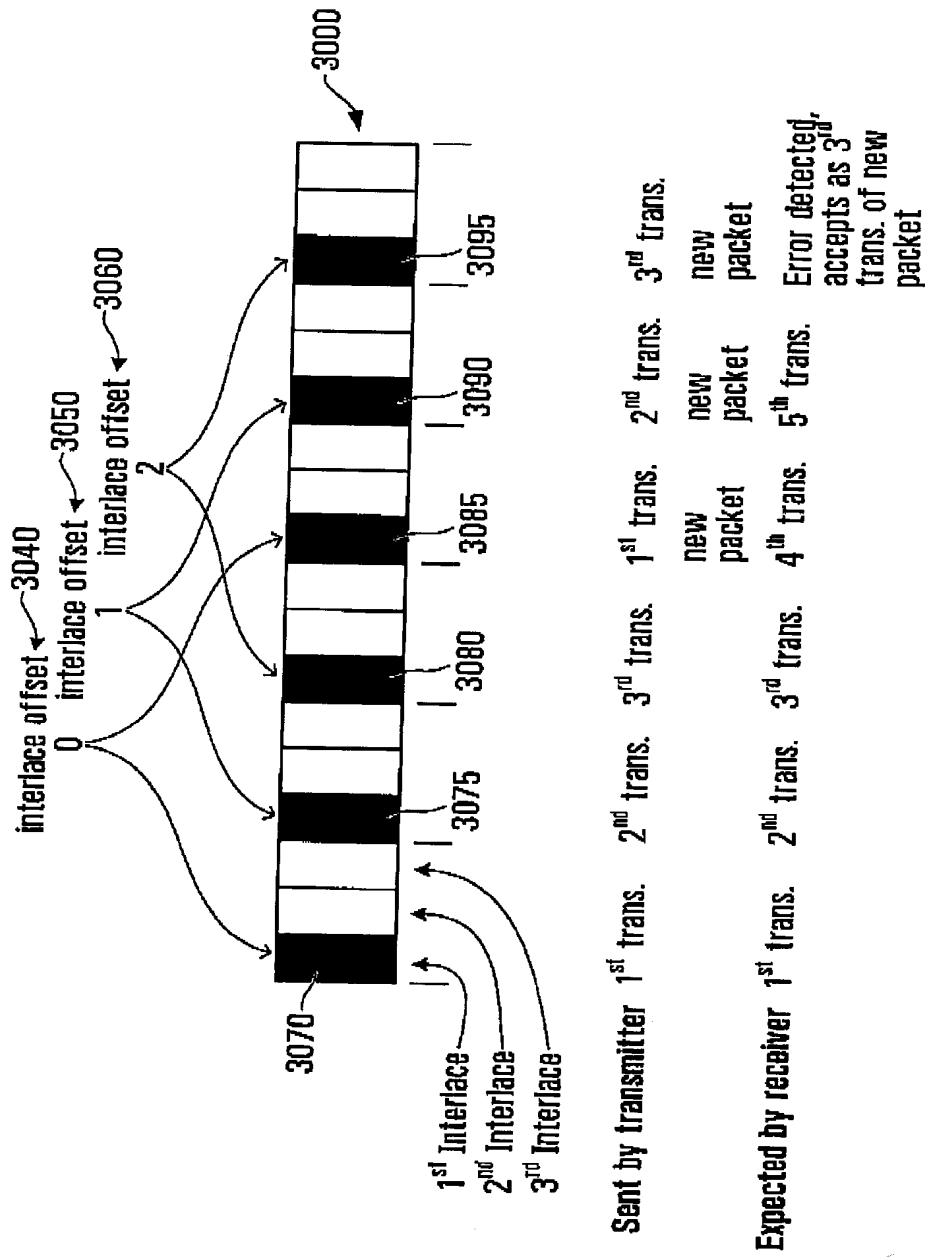 interlace offset 3040
0
interlace offset 3050
1
interlace offset 3060
2
3000
3070
3075
3080
3085
3090
3095
1st Interlace
2nd Interlace
3rd Interlace
Sent by transmitter 1st trans. 2nd trans. 3rd trans. 1st trans. 2nd trans. 3rd trans.
new new new
packet packet packet
Expected by receiver 1st trans. 2nd trans. 3rd trans. 4th trans. 5th trans. Error detected,
accepts as 3rd
trans. of new
packet